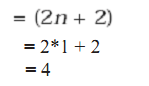 = (2n + 2)
= 2*1 + 2
= 4